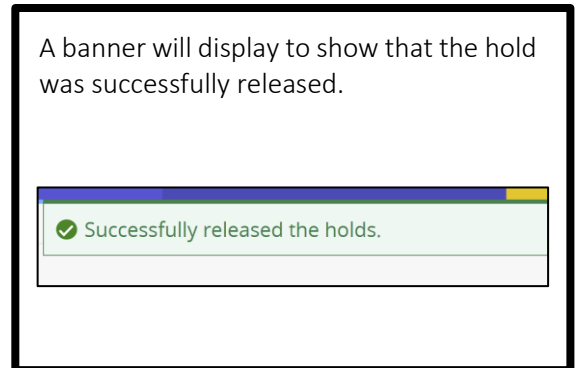 A banner will display to show that the hold
was successfully released.
Successfully released the holds.